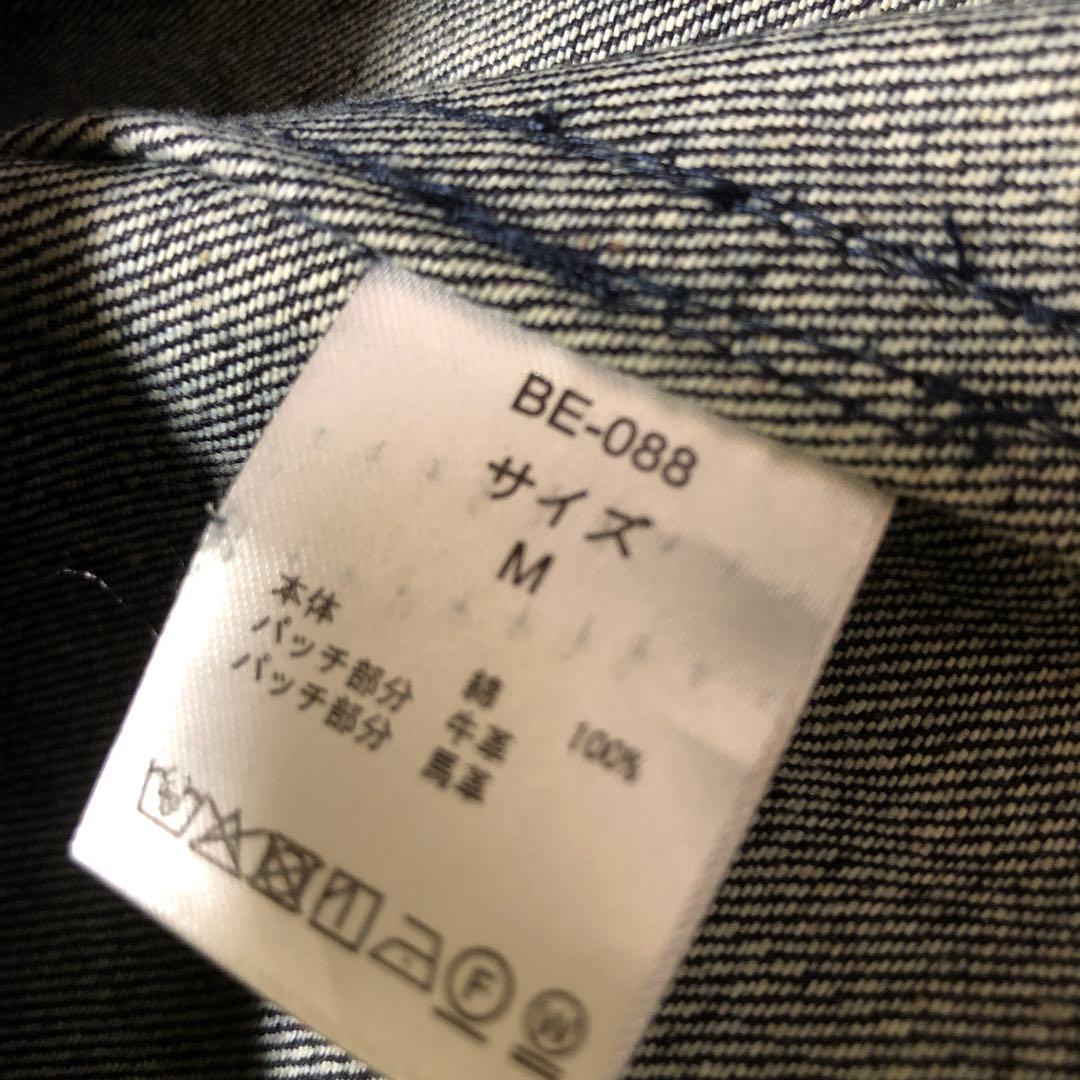 BE-088
サイズ
M
本体 綿 100%
パッチ部分 牛革
パッチ部分 馬革
F
W